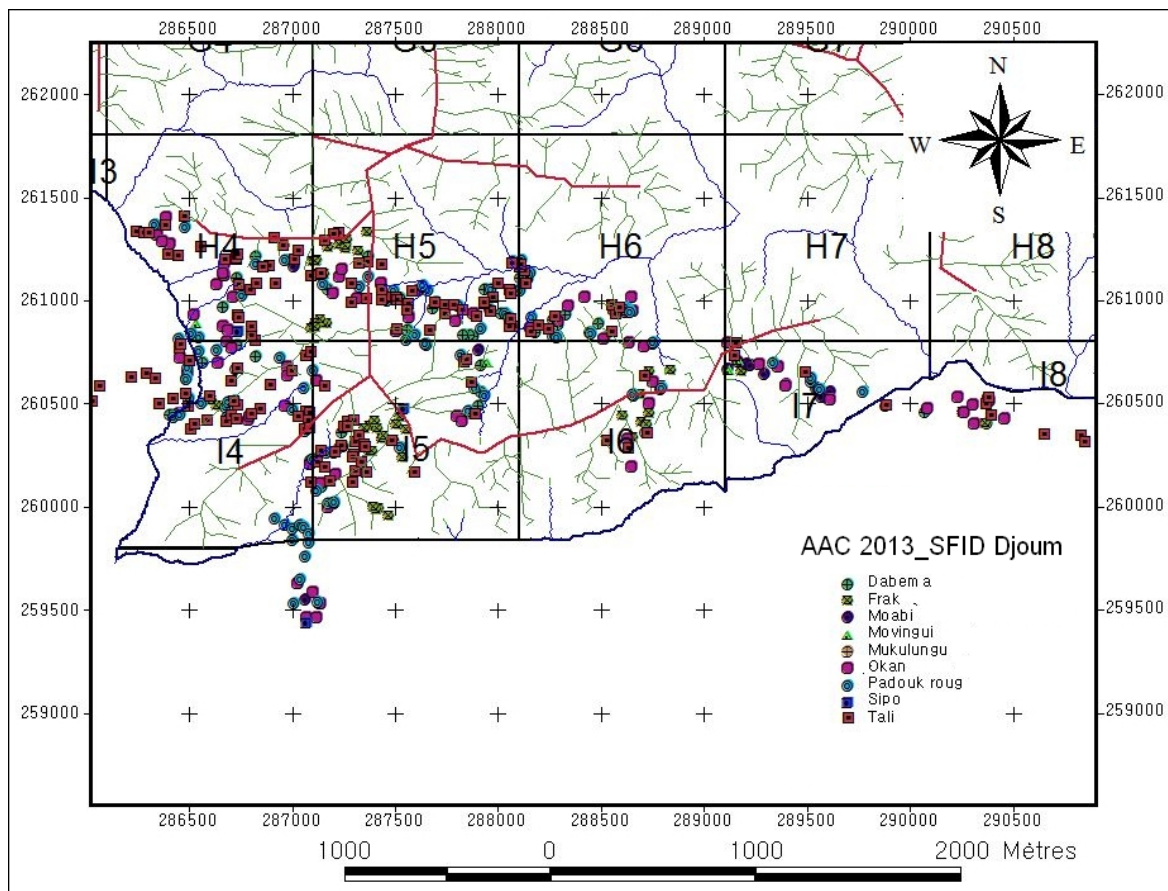 286500 287000 287500 288000 288500 289000 289500 290000 290500
262000 262000
N
W E
S
I3
261500 261500
H4 H5 H6 H7 H8
261000 261000
I8
260500 260500
I7
I4 I5 I6
260000 260000
AAC 2013_SFID Djoum
Dabema
Frak
Moabi
259500 259500
Movingui
Mukulungu
Okan
Padouk roug
Sipo
259000 259000
Tali
286500 287000 287500 288000 288500 289000 289500 290000 290500
1000 0 1000 2000 Mètres